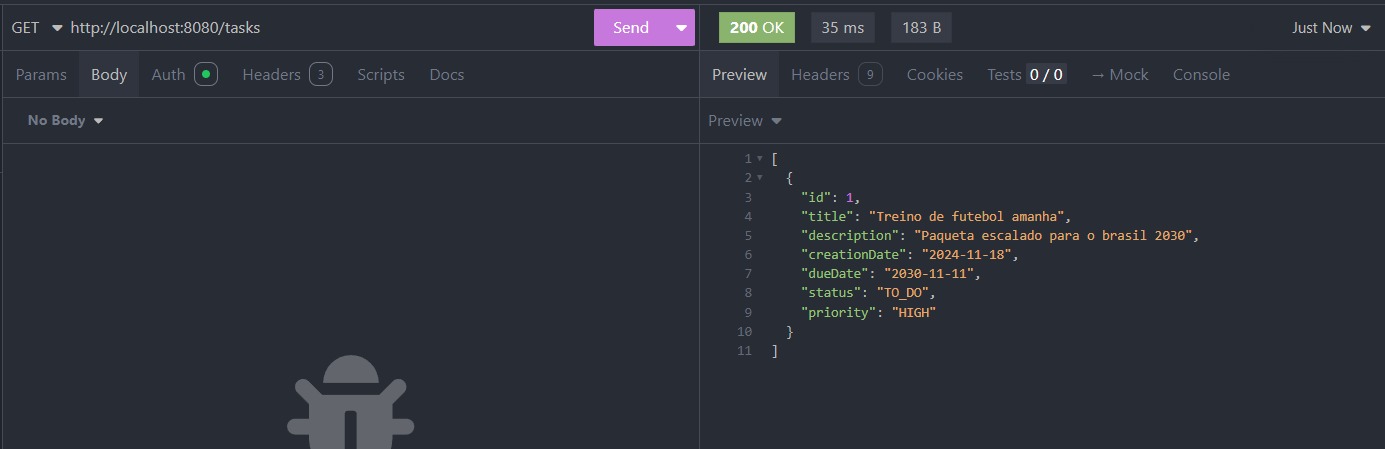 GET http://localhost:8080/tasks Send
200 OK 35 ms 183 B Just Now
Params Body Auth Headers 3 Scripts Docs
Preview Headers 9 Cookies Tests 0 / 0 → Mock Console
No Body
Preview
1 [
2 {
3 "id": 1,
4 "title": "Treino de futebol amanha",
5 "description": "Paqueta escalado para o brasil 2030",
6 "creationDate": "2024-11-18",
7 "dueDate": "2030-11-11",
8 "status": "TO_DO",
9 "priority": "HIGH"
10 }
11 ]